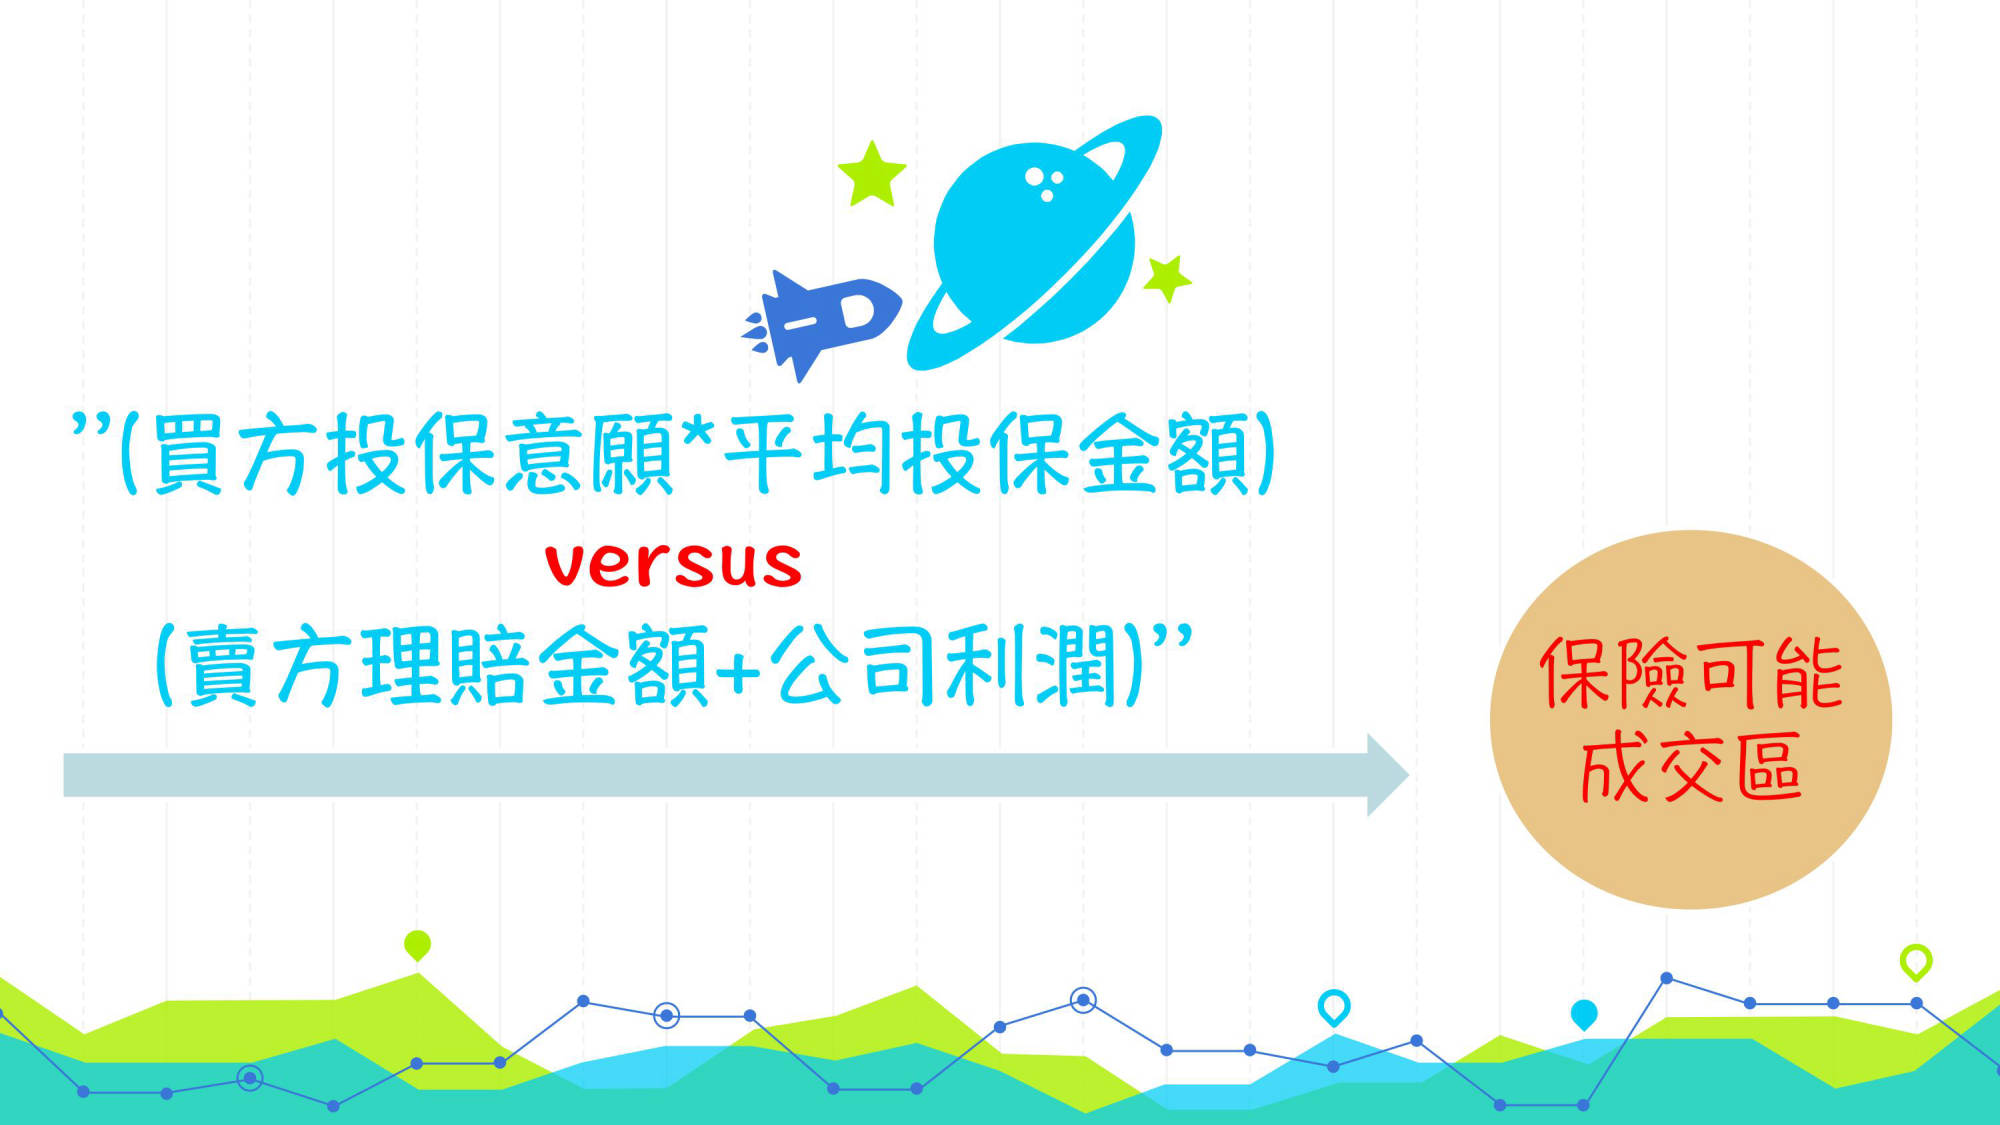 ”(買方投保意願*平均投保金額)
versus
(賣方理賠金額+公司利潤)”
保險可能
成交區